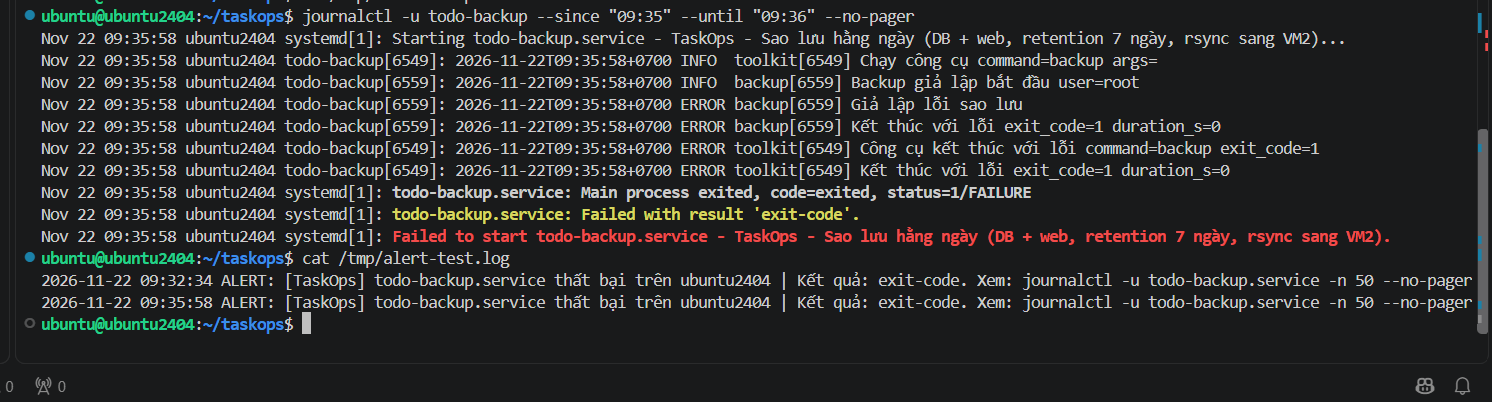 ubuntu@ubuntu2404:~/taskops$ journalctl -u todo-backup --since "09:35" --until "09:36" --no-pager
Nov 22 09:35:58 ubuntu2404 systemd[1]: Starting todo-backup.service - TaskOps - Sao lưu hằng ngày (DB + web, retention 7 ngày, rsync sang VM2)...
Nov 22 09:35:58 ubuntu2404 todo-backup[6549]: 2026-11-22T09:35:58+0700 INFO  toolkit[6549] Chạy công cụ command=backup args=
Nov 22 09:35:58 ubuntu2404 todo-backup[6559]: 2026-11-22T09:35:58+0700 INFO  backup[6559] Backup giả lập bắt đầu user=root
Nov 22 09:35:58 ubuntu2404 todo-backup[6559]: 2026-11-22T09:35:58+0700 ERROR backup[6559] Giả lập lỗi sao lưu
Nov 22 09:35:58 ubuntu2404 todo-backup[6559]: 2026-11-22T09:35:58+0700 ERROR backup[6559] Kết thúc với lỗi exit_code=1 duration_s=0
Nov 22 09:35:58 ubuntu2404 todo-backup[6549]: 2026-11-22T09:35:58+0700 ERROR toolkit[6549] Công cụ kết thúc với lỗi command=backup exit_code=1
Nov 22 09:35:58 ubuntu2404 todo-backup[6549]: 2026-11-22T09:35:58+0700 ERROR toolkit[6549] Kết thúc với lỗi exit_code=1 duration_s=0
Nov 22 09:35:58 ubuntu2404 systemd[1]: todo-backup.service: Main process exited, code=exited, status=1/FAILURE
Nov 22 09:35:58 ubuntu2404 systemd[1]: todo-backup.service: Failed with result 'exit-code'.
Nov 22 09:35:58 ubuntu2404 systemd[1]: Failed to start todo-backup.service - TaskOps - Sao lưu hằng ngày (DB + web, retention 7 ngày, rsync sang VM2).
ubuntu@ubuntu2404:~/taskops$ cat /tmp/alert-test.log
2026-11-22 09:32:34 ALERT: [TaskOps] todo-backup.service thất bại trên ubuntu2404 | Kết quả: exit-code. Xem: journalctl -u todo-backup.service -n 50 --no-pager
2026-11-22 09:35:58 ALERT: [TaskOps] todo-backup.service thất bại trên ubuntu2404 | Kết quả: exit-code. Xem: journalctl -u todo-backup.service -n 50 --no-pager
ubuntu@ubuntu2404:~/taskops$
0 0